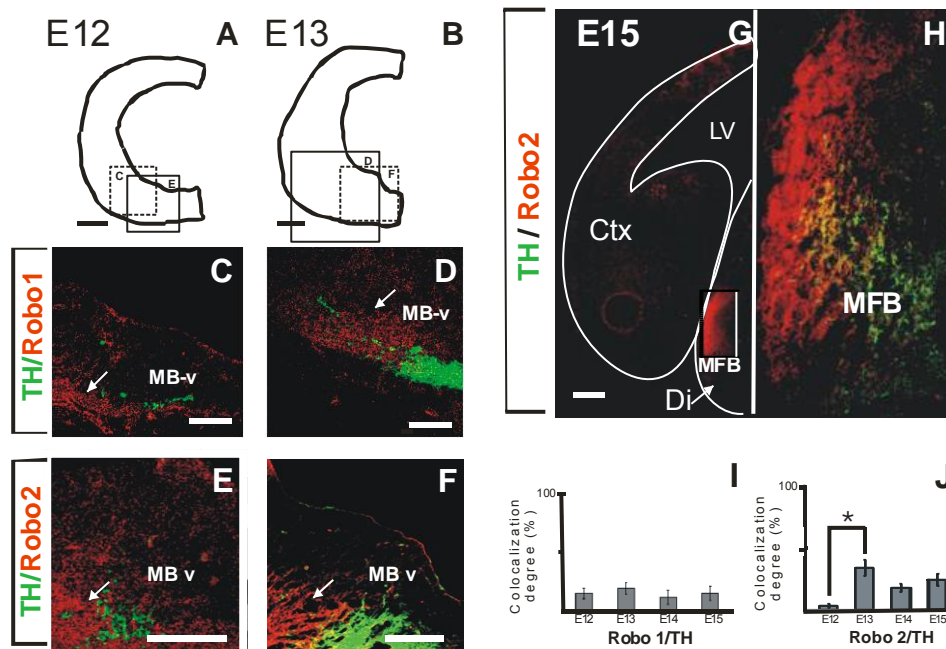 E12
A
E13
B
C
E
D
F
TH/Robo1
C
MB-v
D
MB-v
TH/Robo2
E
MB v
F
MB v
TH / Robo2
E15
G
LV
Ctx
MFB
Di
H
MFB
I
Colocalization
degree (%)
100
E12 E13 E14 E15
Robo 1/TH
J
Colocalization
degree (%)
100
*
E12 E13 E14 E15
Robo 2/TH